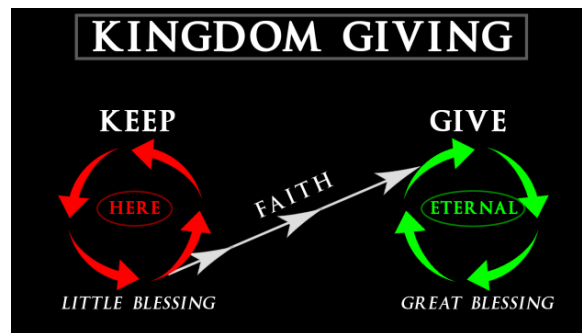 KINGDOM GIVING
KEEP
GIVE
HERE
FAITH
ETERNAL
LITTLE BLESSING
GREAT BLESSING